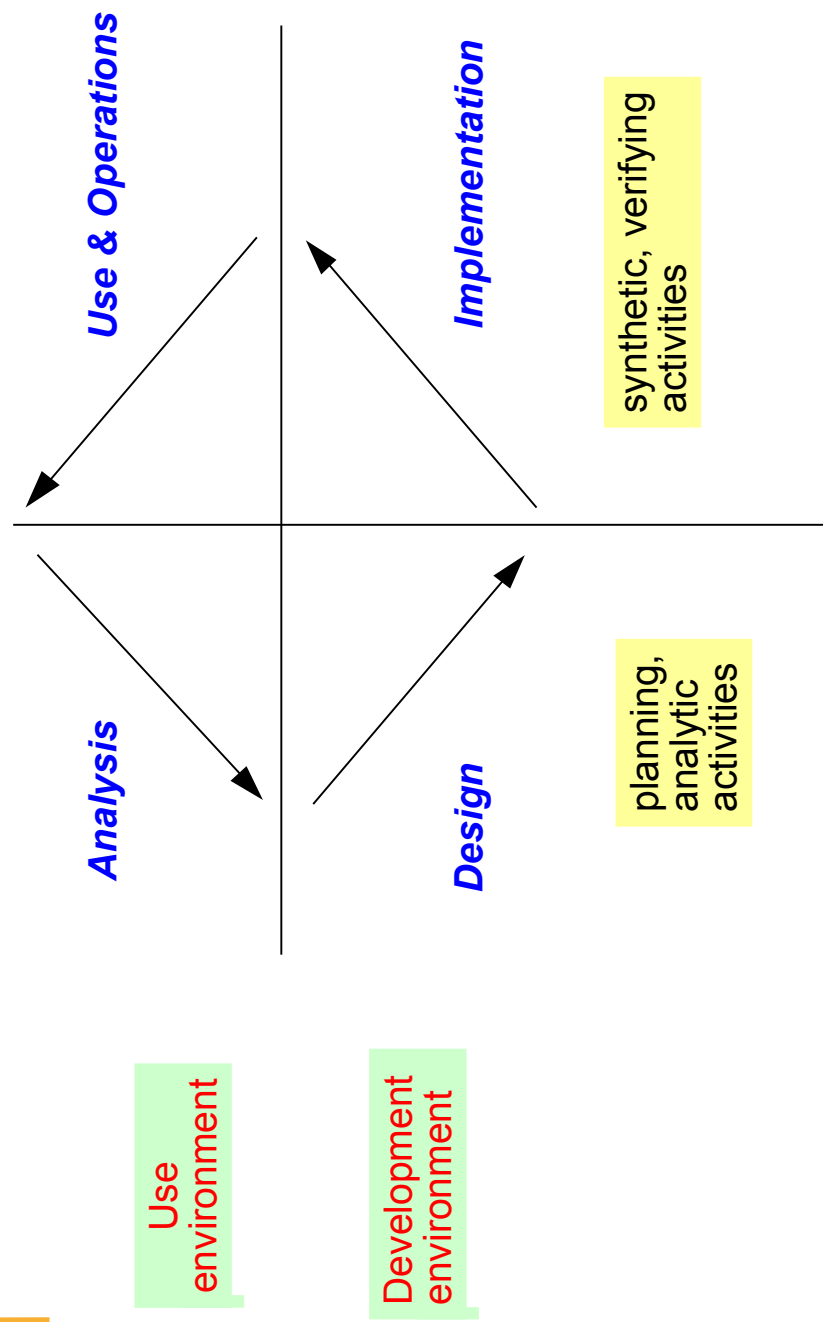 Use
environment
Analysis
Use & Operations
Development
environment
Design
Implementation
planning,
analytic
activities
synthetic, verifying
activities